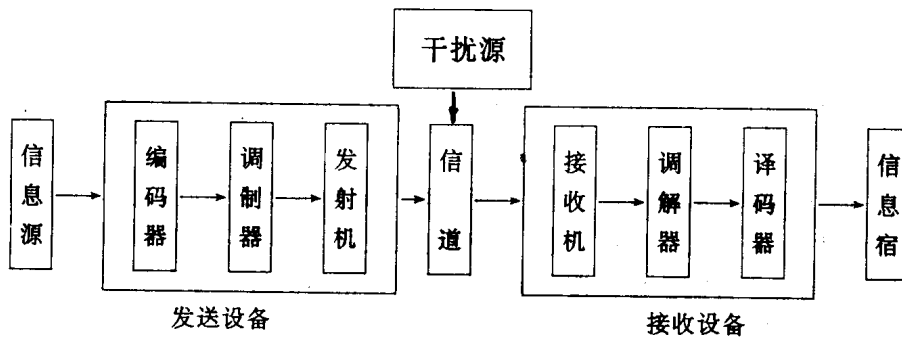 干扰源
信息源
编码器
调制器
发射机
信道
接收机
调解器
译码器
信息宿
发送设备
接收设备